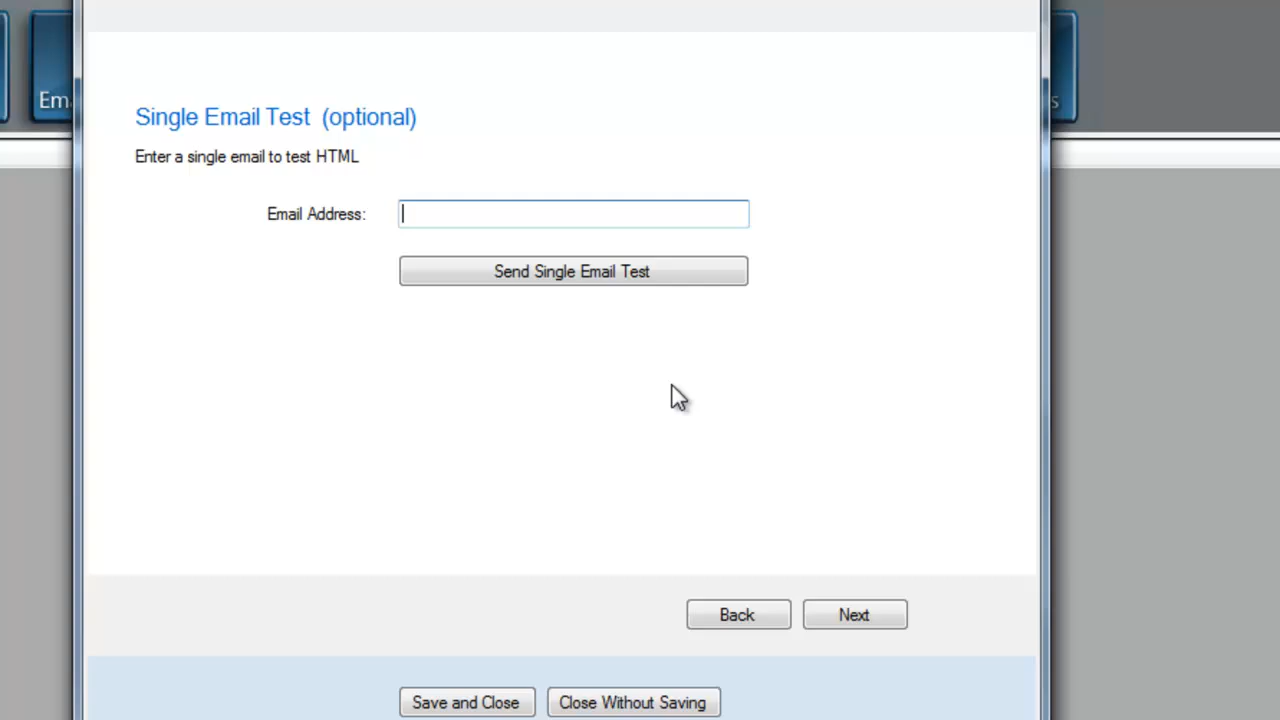 Ema
s
Single Email Test (optional)
Enter a single email to test HTML
Email Address:
Send Single Email Test
Back Next
Save and Close Close Without Saving